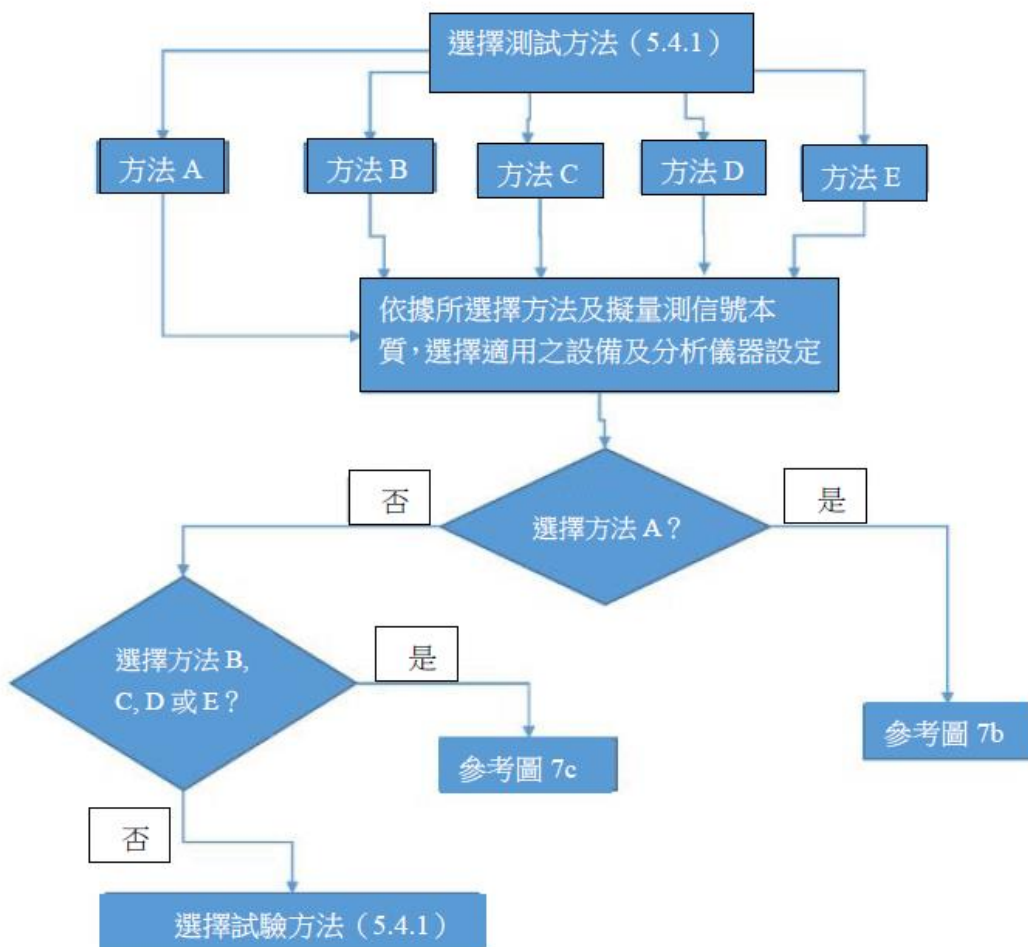 選擇測試方法（5.4.1）
方法 A
方法 B
方法 C
方法 D
方法 E
依據所選擇方法及擬量測信號本
質，選擇適用之設備及分析儀器設定
否
是
選擇方法 A？
選擇方法 B,
C, D 或 E？
是
參考圖 7b
參考圖 7c
否
選擇試驗方法（5.4.1）